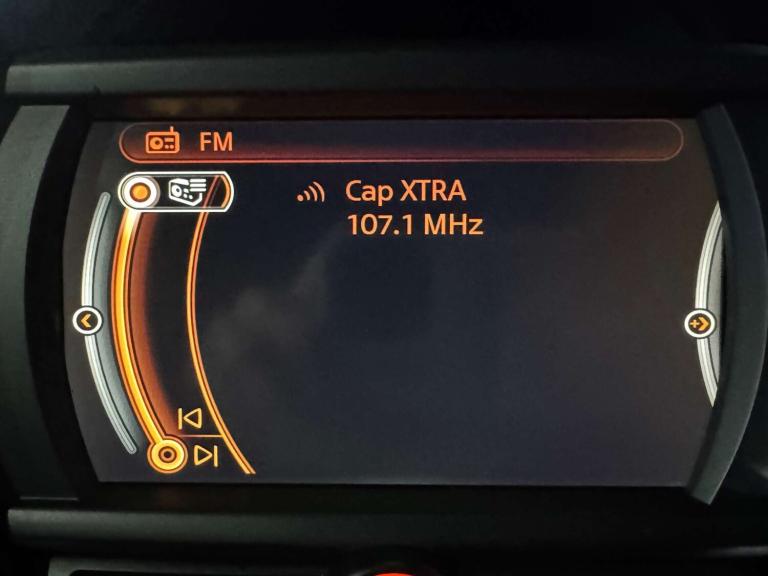 FM
Cap XTRA
107.1 MHz